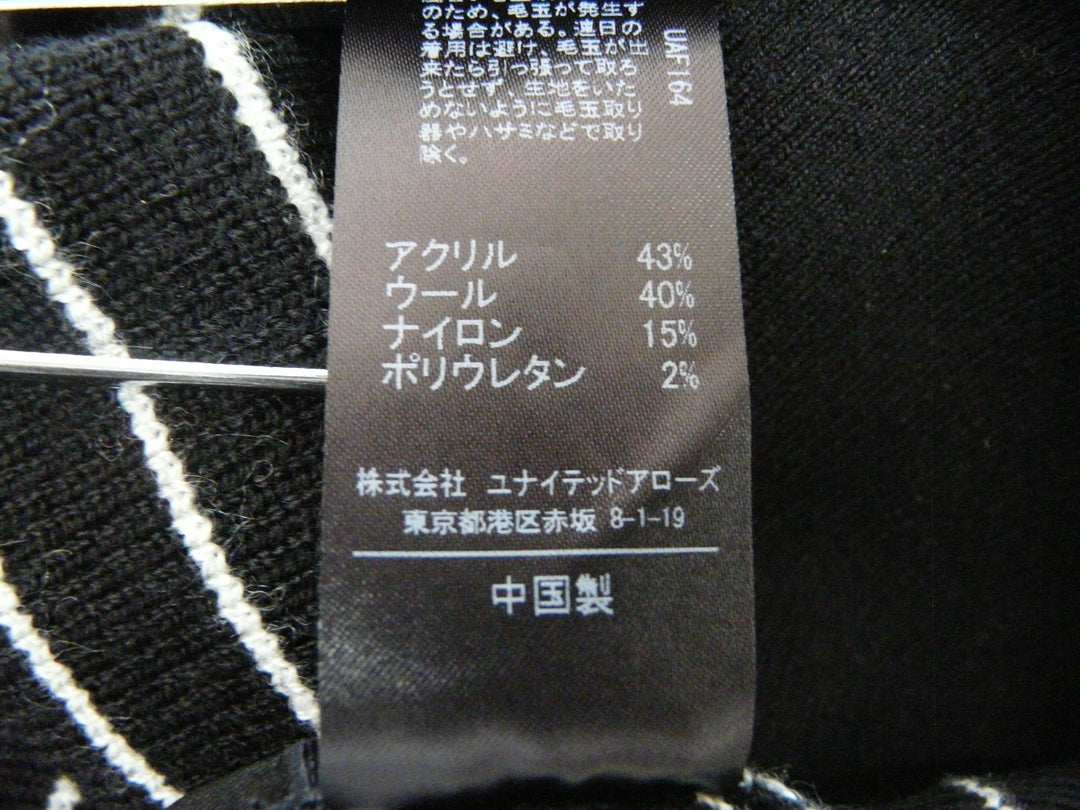 のため、毛玉が発生す
る場合がある。連日の
着用は避け、毛玉が出
来たら引っ張って取ろ
うとせず、生地をいた
めないように毛玉取り
器やハサミなどで取り
除く。
UAF164
アクリル 43%
ウール 40%
ナイロン 15%
ポリウレタン 2%
株式会社 ユナイテッドアローズ
東京都港区赤坂 8-1-19
中国製